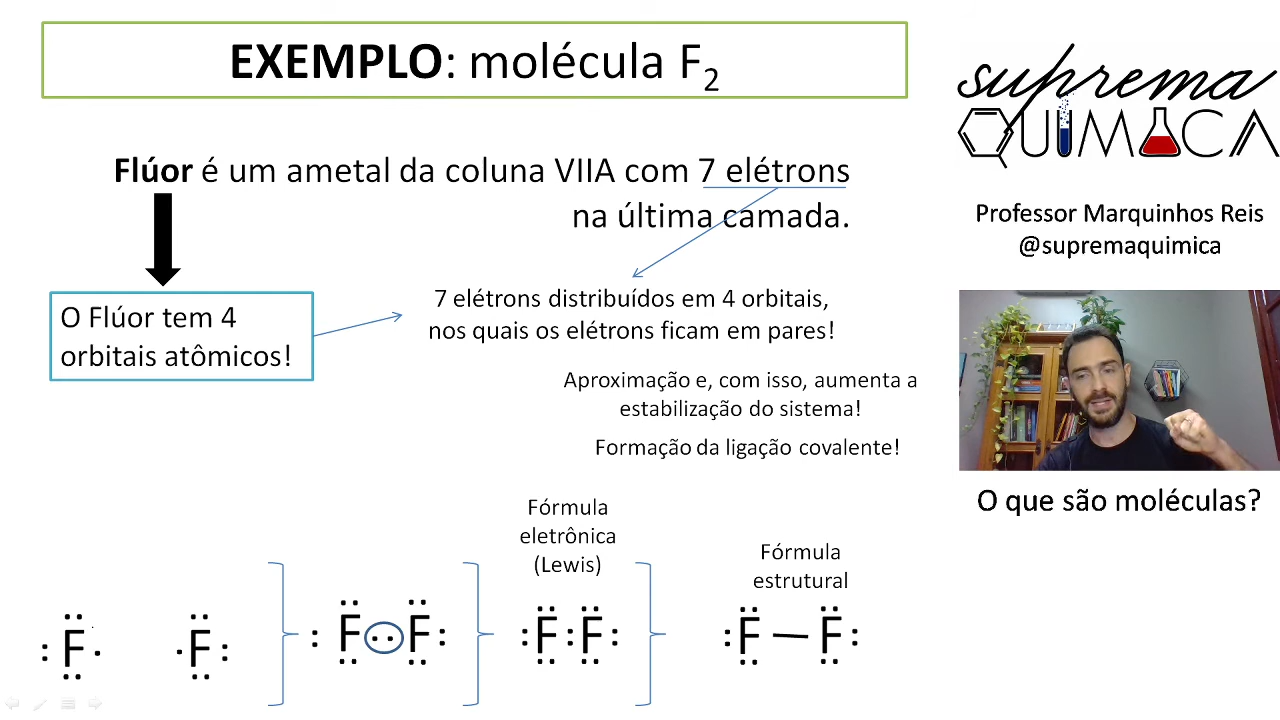 EXEMPLO: molécula F2
suprema
QUIMICA
Flúor é um ametal da coluna VIIA com 7 elétrons
na última camada.
Professor Marquinhos Reis
@supremaquimica
O Flúor tem 4
orbitais atômicos!
7 elétrons distribuídos em 4 orbitais,
nos quais os elétrons ficam em pares!
Aproximação e, com isso, aumenta a
estabilização do sistema!
Formação da ligação covalente!
O que são moléculas?
Fórmula
eletrônica
(Lewis)
Fórmula
estrutural
F F F F F F F — F